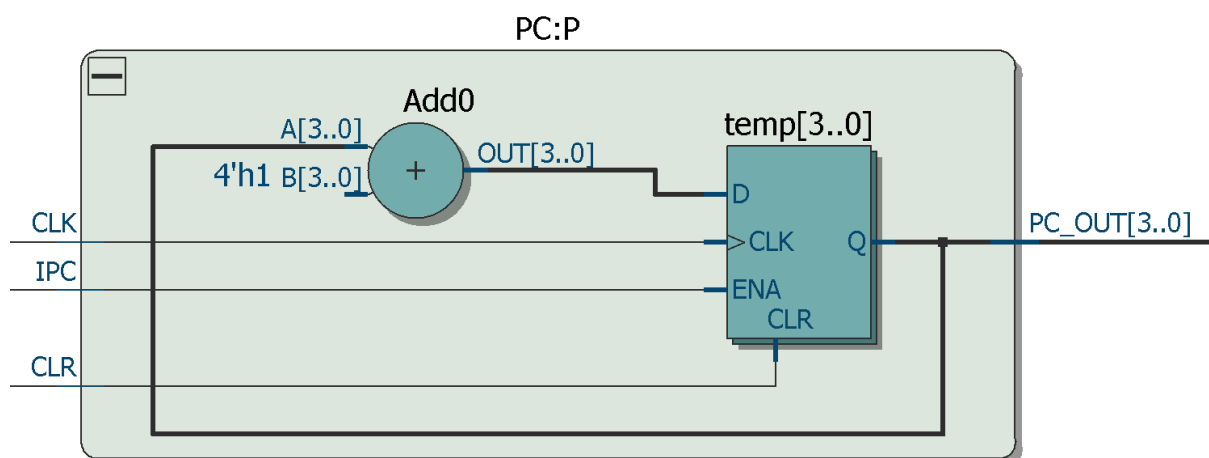 PC:P
Add0
A[3..0]
4'h1 B[3..0]
+
OUT[3..0]
temp[3..0]
D
CLK
CLK
Q
PC_OUT[3..0]
IPC
ENA
CLR
CLR